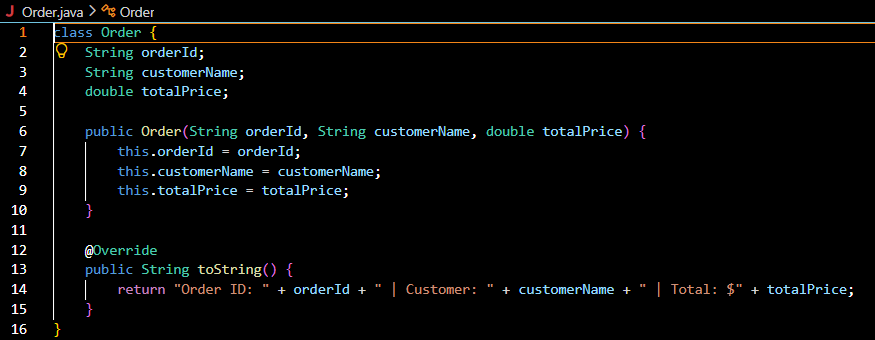 J Order.java > Order
1 class Order {
2     String orderId;
3     String customerName;
4     double totalPrice;
5
6     public Order(String orderId, String customerName, double totalPrice) {
7         this.orderId = orderId;
8         this.customerName = customerName;
9         this.totalPrice = totalPrice;
10     }
11
12     @Override
13     public String toString() {
14         return "Order ID: " + orderId + " | Customer: " + customerName + " | Total: $" + totalPrice;
15     }
16 }